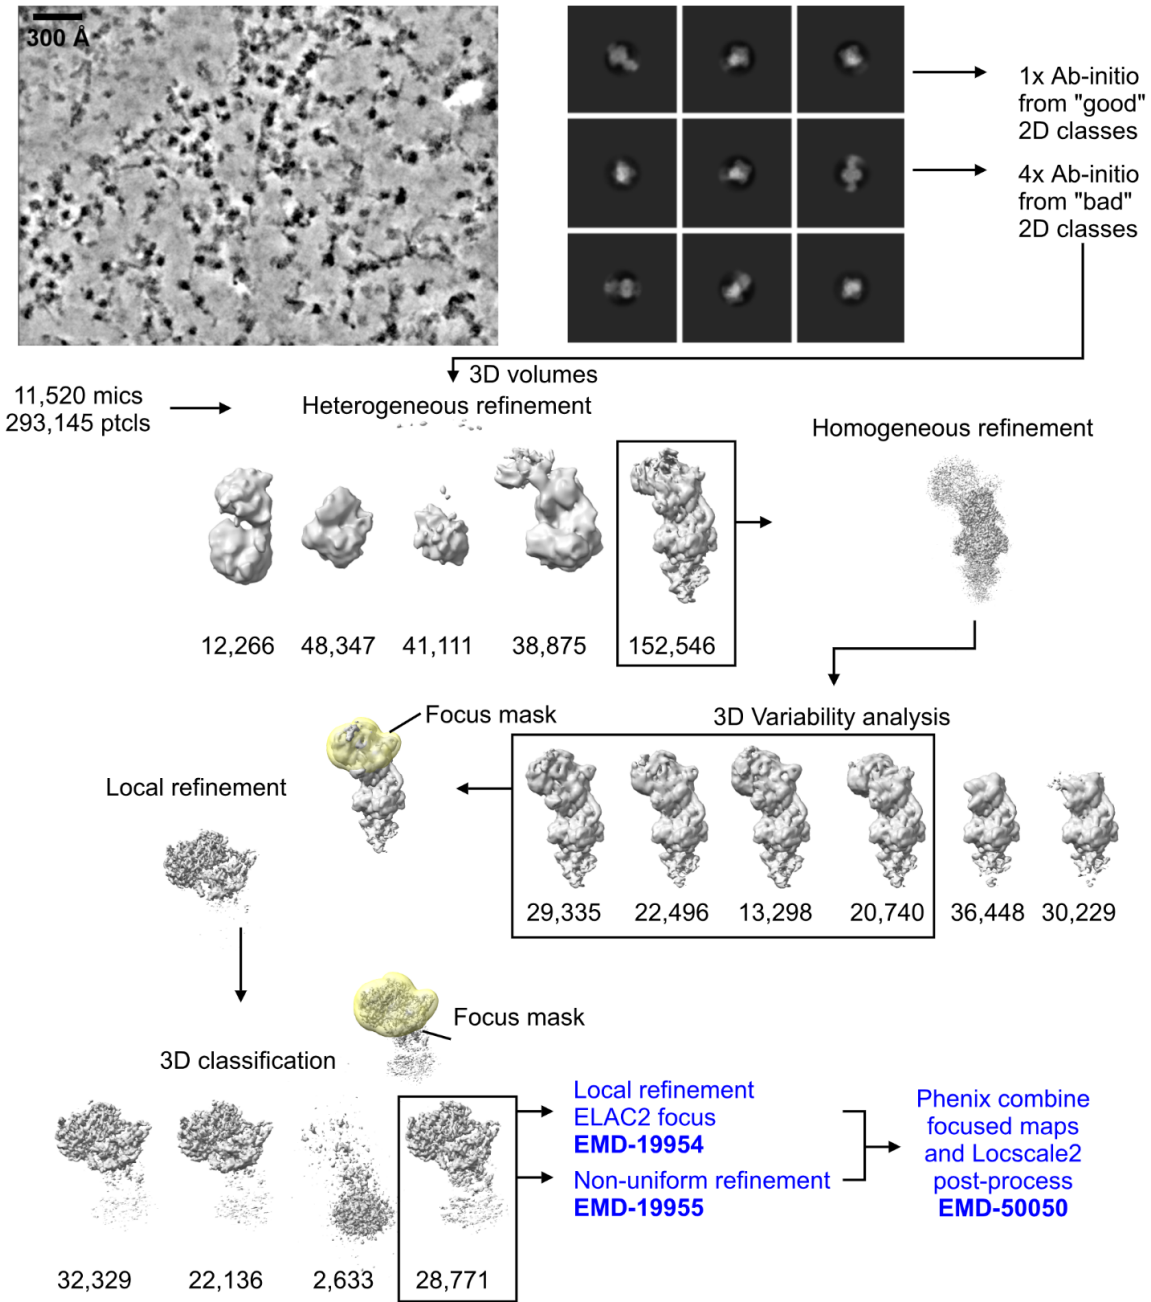 300 Å
1x Ab-initio
from "good"
2D classes
4x Ab-initio
from "bad"
2D classes
3D volumes
11,520 mics
293,145 ptcls
Heterogeneous refinement
Homogeneous refinement
12,266
48,347
41,111
38,875
152,546
Focus mask
3D Variability analysis
Local refinement
29,335
22,496
13,298
20,740
36,448
30,229
Focus mask
3D classification
Local refinement
ELAC2 focus
EMD-19954
Non-uniform refinement
EMD-19955
Phenix combine
focused maps
and Locscale2
post-process
EMD-50050
32,329
22,136
2,633
28,771